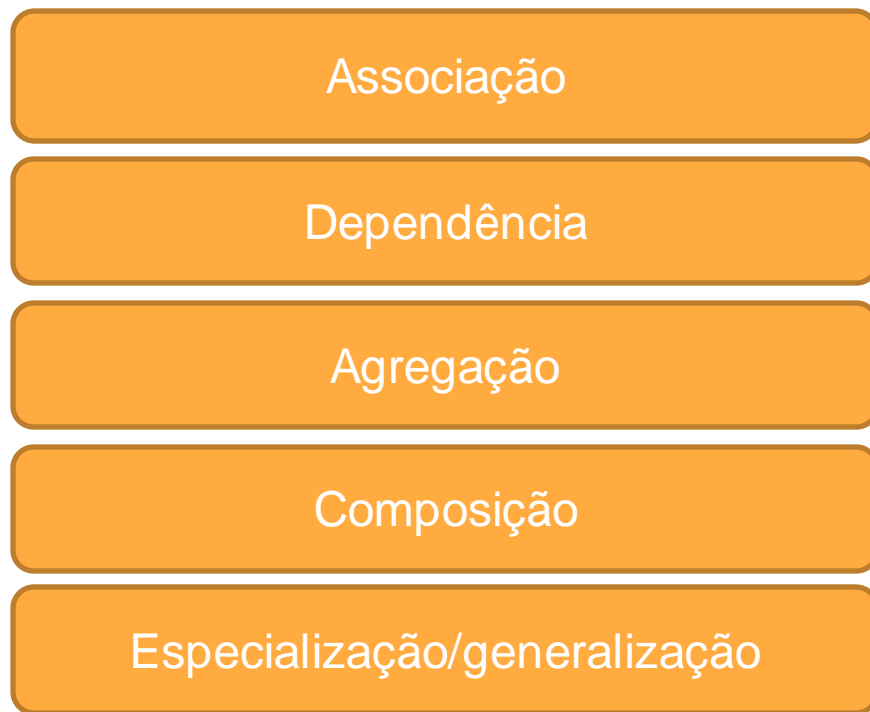 Associação
Dependência
Agregação
Composição
Especialização/generalização